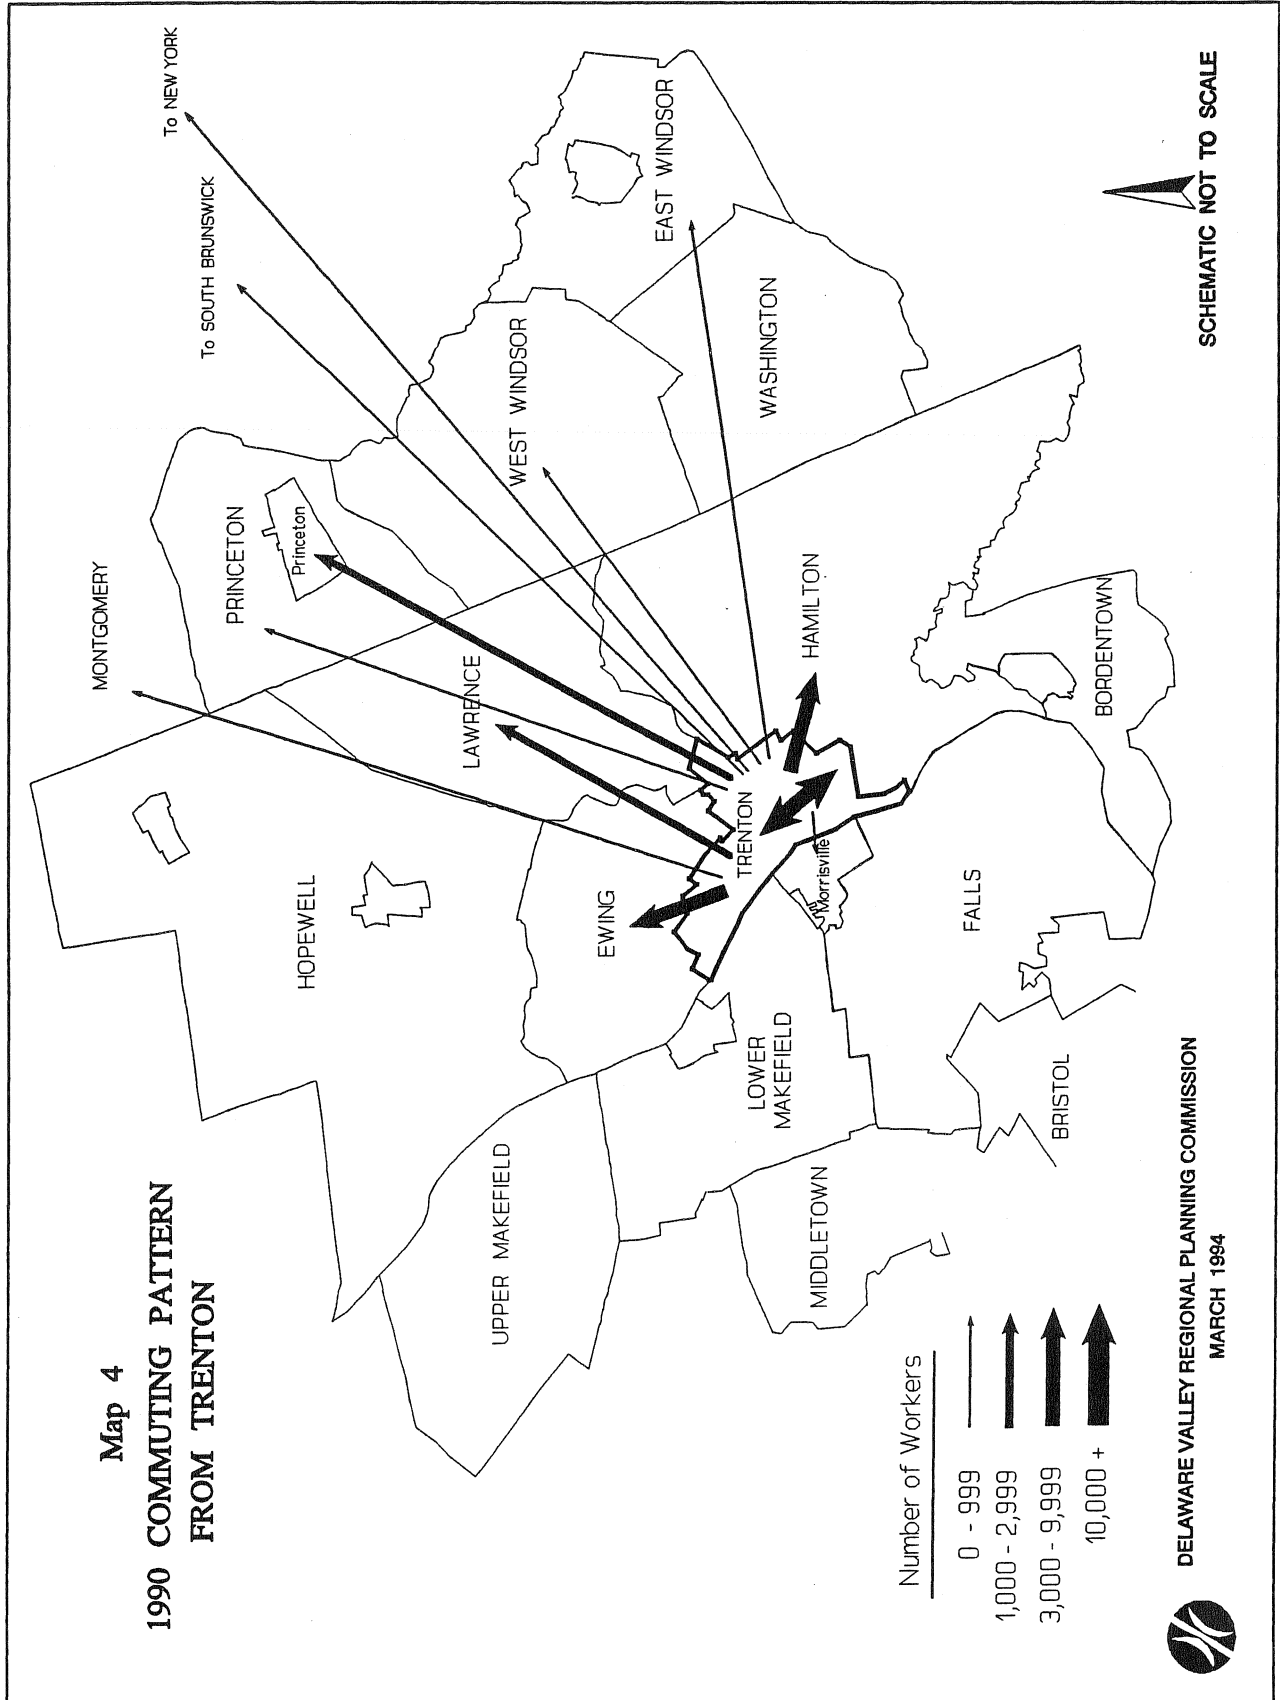 Map 4
1990 COMMUTING PATTERN
FROM TRENTON
To NEW YORK
To SOUTH BRUNSWICK
MONTGOMERY
PRINCETON
Princeton
LAWRENCE
WEST WINDSOR
EAST WINDSOR
WASHINGTON
HOPEWELL
EWING
TRENTON
HAMILTON
Morrisville
BORDENTOWN
FALLS
LOWER
MAKEFIELD
UPPER MAKEFIELD
MIDDLETOWN
BRISTOL
Number of Workers
0 - 999
1,000 - 2,999
3,000 - 9,999
10,000 +
SCHEMATIC NOT TO SCALE
DELAWARE VALLEY REGIONAL PLANNING COMMISSION
MARCH 1994